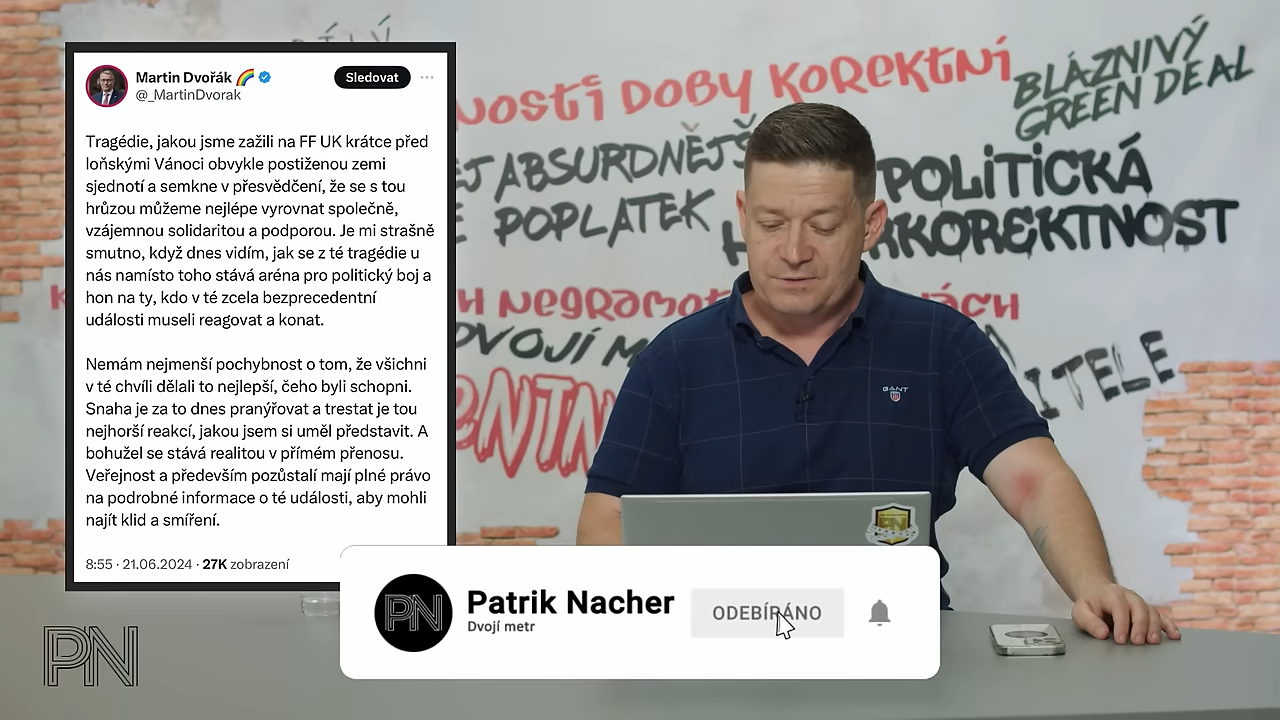 Martin Dvořák 🌈
@_MartinDvorak
Sledovat
Tragédie, jakou jsme zažili na FF UK krátce před
loňskými Vánoci obvykle postiženou zemi
sjednotí a semkne v přesvědčení, že se s tou
hrůzou můžeme nejlépe vyrovnat společně,
vzájemnou solidaritou a podporou. Je mi strašně
smutno, když dnes vidím, jak se z té tragédie u
nás namísto toho stává aréna pro politický boj a
hon na ty, kdo v té zcela bezprecedentní
události museli reagovat a konat.
Nemám nejmenší pochybnost o tom, že všichni
v té chvíli dělali to nejlepší, čeho byli schopni.
Snaha je za to dnes pranýřovat a trestat je tou
nejhorší reakcí, jakou jsem si uměl představit. A
bohužel se stává realitou v přímém přenosu.
Veřejnost a především pozůstalí mají plné právo
na podrobné informace o té události, aby mohli
najít klid a smíření.
8:55 · 21.06.2024 · 27K zobrazení
DOBY KOREKTNÍ
BLÁZNIVÝ
GREEN DEAL
POPLATEK
POLITICKÁ
DVOJÍ
GANT
PN
PN
Patrik Nacher
Dvojí metr
ODEBÍRÁNO
PN